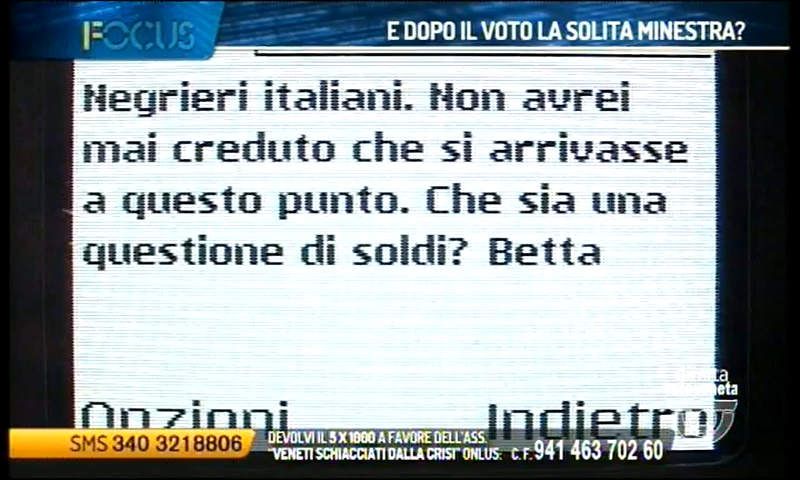 FOCUS
E DOPO IL VOTO LA SOLITA MINESTRA?
Negrieri italiani. Non avrei
mai creduto che si arrivasse
a questo punto. Che sia una
questione di soldi? Betta
Opzioni
Indietro
SMS 340 3218806
DEVOLVI IL 5 X 1000 A FAVORE DELL'ASS.
"VENETI SCHIACCIATI DALLA CRISI" ONLUS: C. F. 941 463 702 60